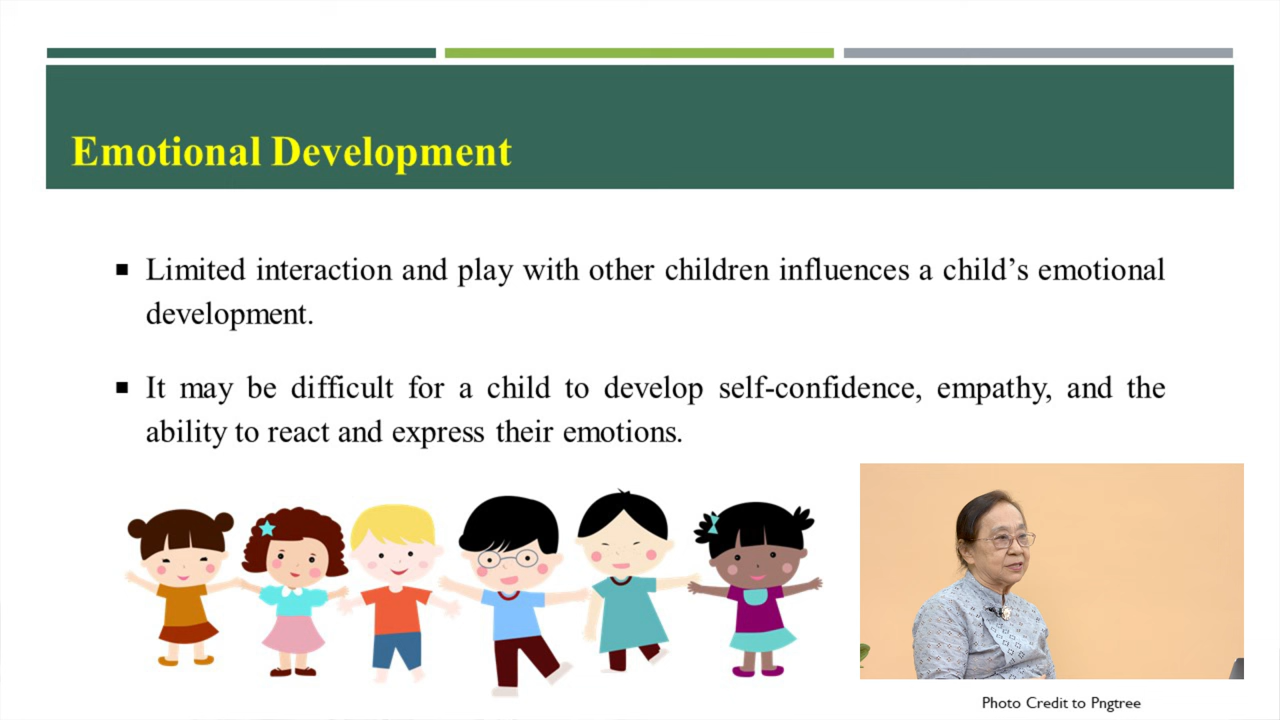 Emotional Development
▪ Limited interaction and play with other children influences a child’s emotional
development.
▪ It may be difficult for a child to develop self-confidence, empathy, and the
ability to react and express their emotions.
Photo Credit to Pngtree